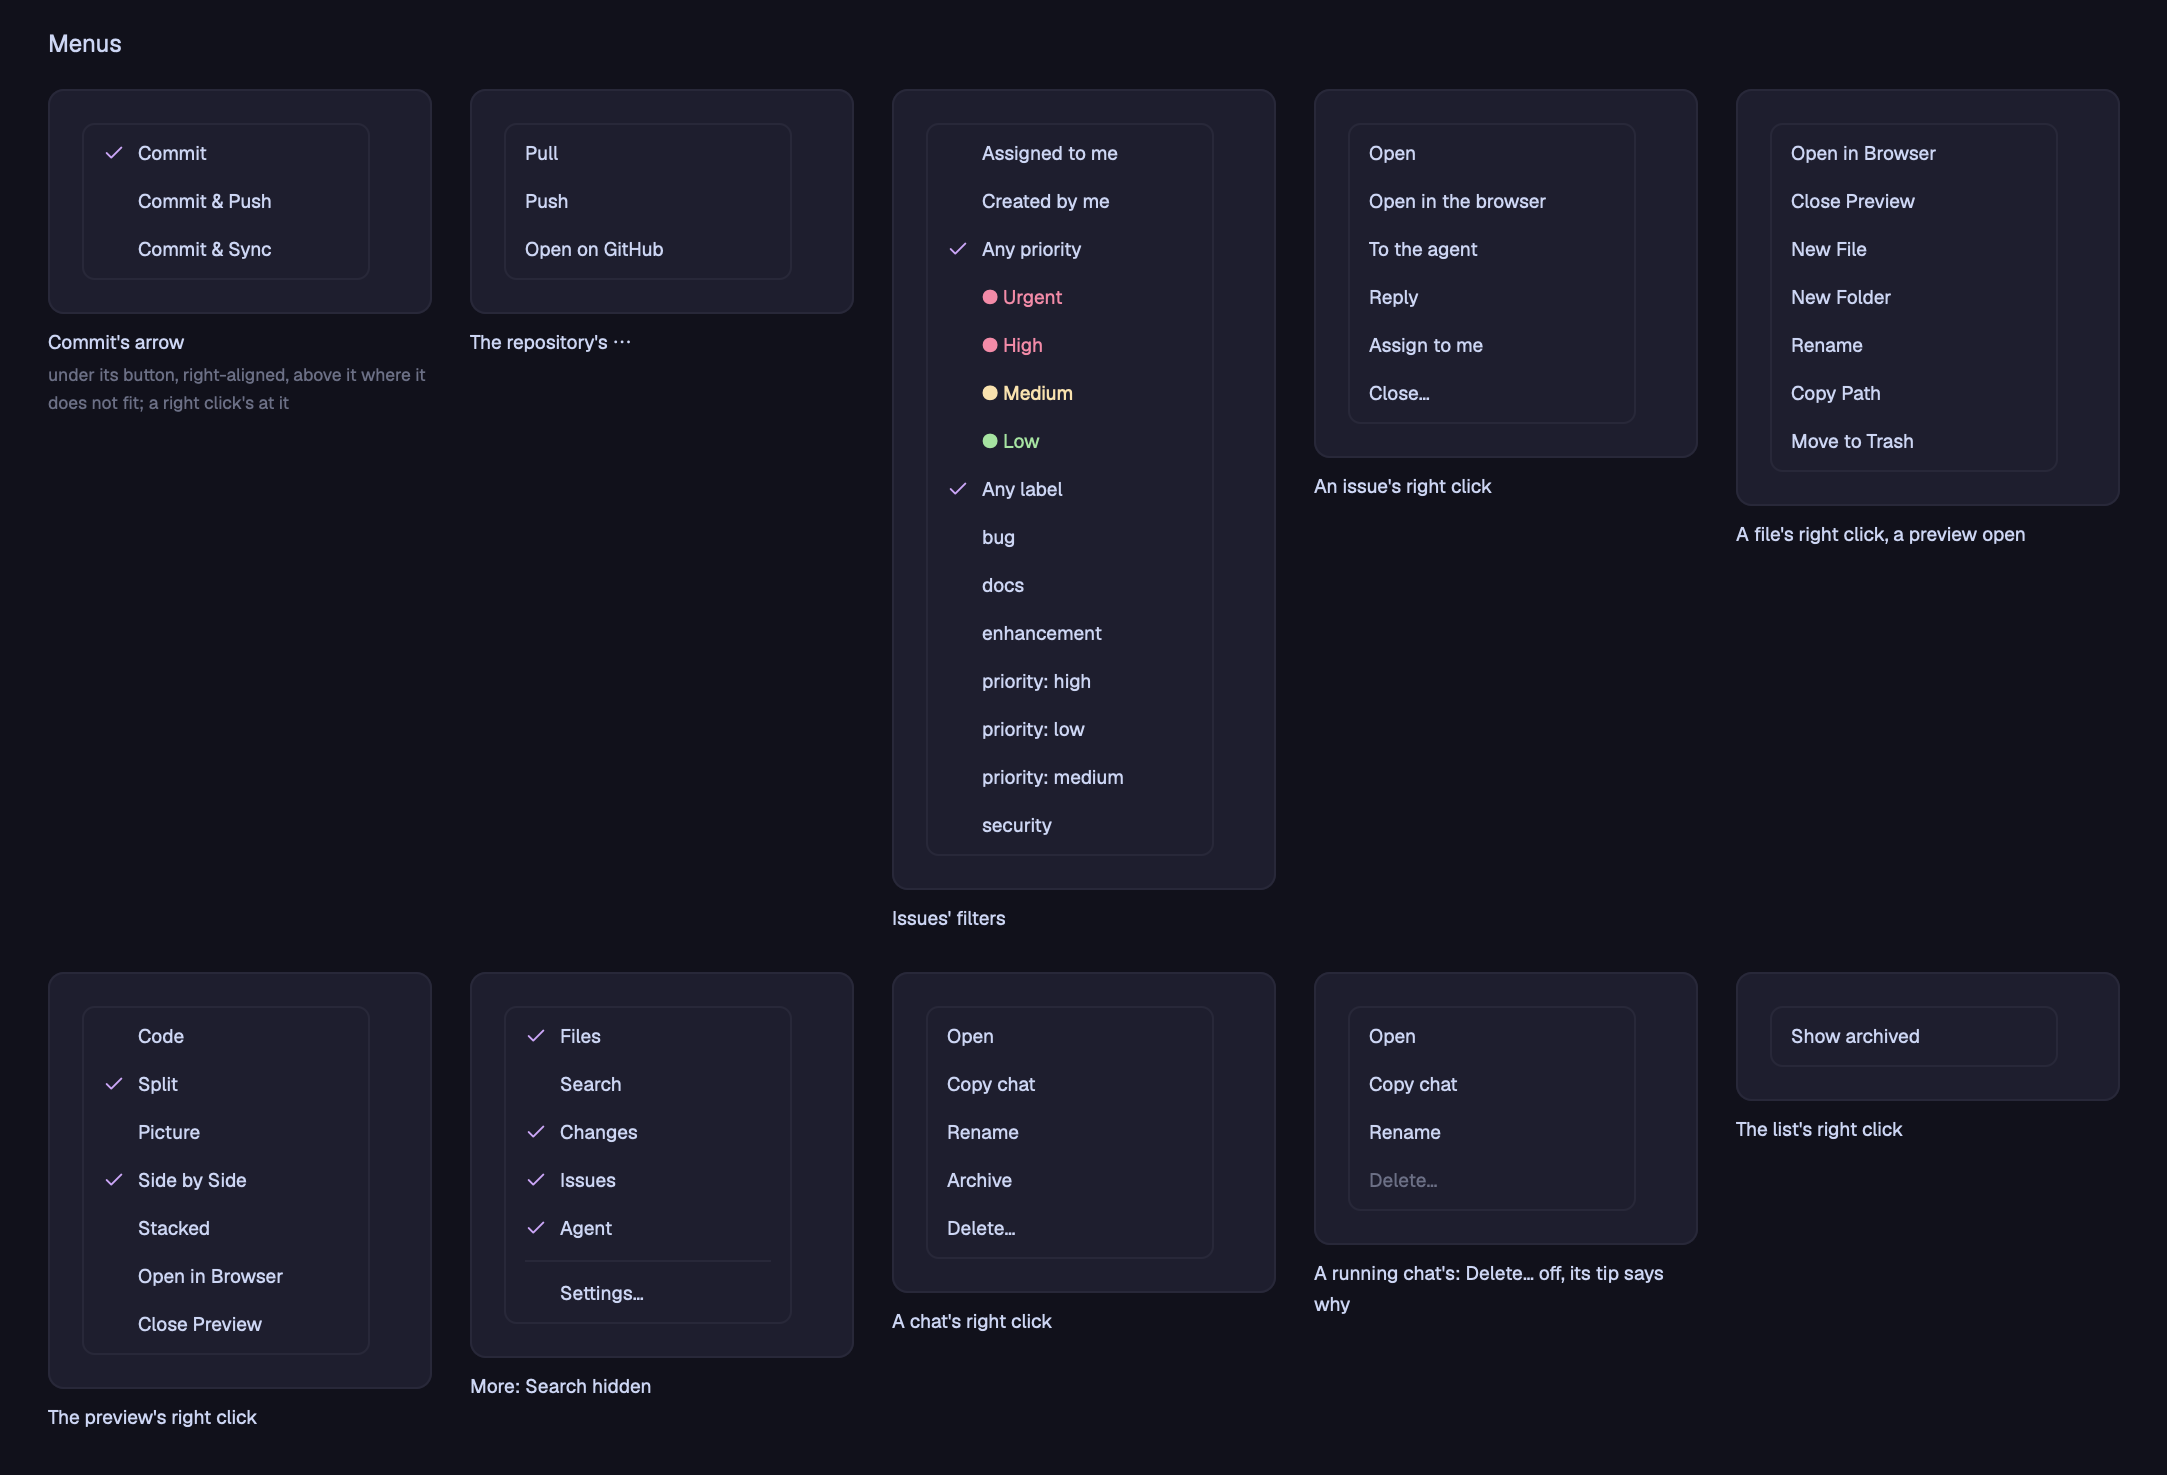 Menus
Commit
Commit & Push
Commit & Sync
Commit's arrow
under its button, right-aligned, above it where it
does not fit; a right click's at it
Pull
Push
Open on GitHub
The repository's ···
Assigned to me
Created by me
Any priority
Urgent
High
Medium
Low
Any label
bug
docs
enhancement
priority: high
priority: low
priority: medium
security
Issues' filters
Open
Open in the browser
To the agent
Reply
Assign to me
Close...
An issue's right click
Open in Browser
Close Preview
New File
New Folder
Rename
Copy Path
Move to Trash
A file's right click, a preview open
Code
Split
Picture
Side by Side
Stacked
Open in Browser
Close Preview
The preview's right click
Files
Search
Changes
Issues
Agent
Settings...
More: Search hidden
Open
Copy chat
Rename
Archive
Delete...
A chat's right click
Open
Copy chat
Rename
Delete...
A running chat's: Delete... off, its tip says
why
Show archived
The list's right click